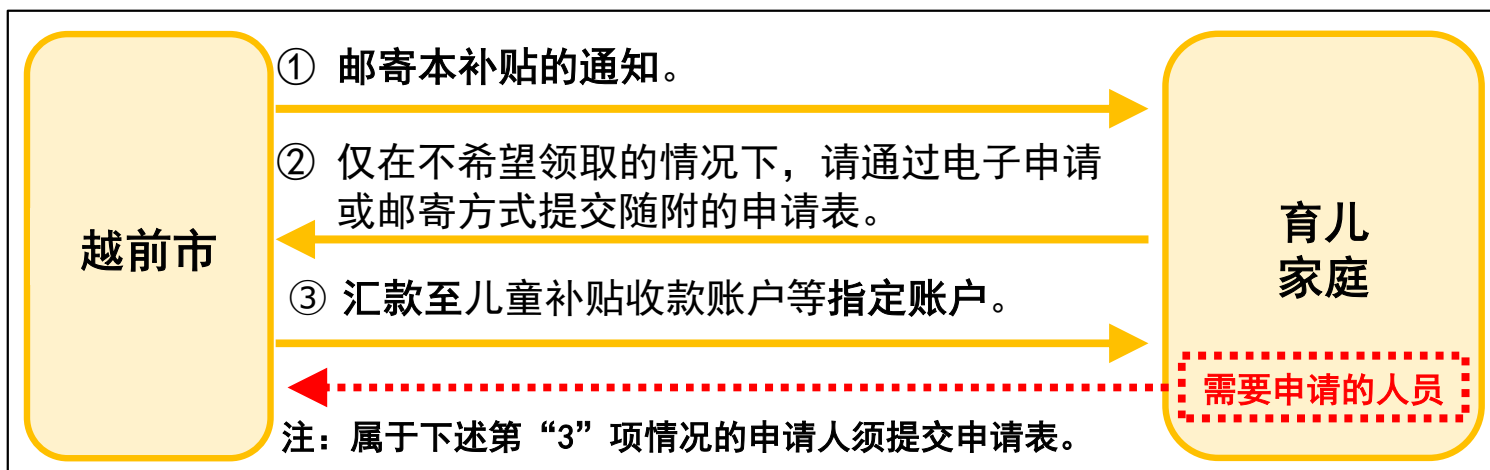 越前市
① 邮寄本补贴的通知。
② 仅在不希望领取的情况下，请通过电子申请
或邮寄方式提交随附的申请表。
③ 汇款至儿童补贴收款账户等指定账户。
育儿
家庭
需要申请的人员
注：属于下述第“3”项情况的申请人须提交申请表。